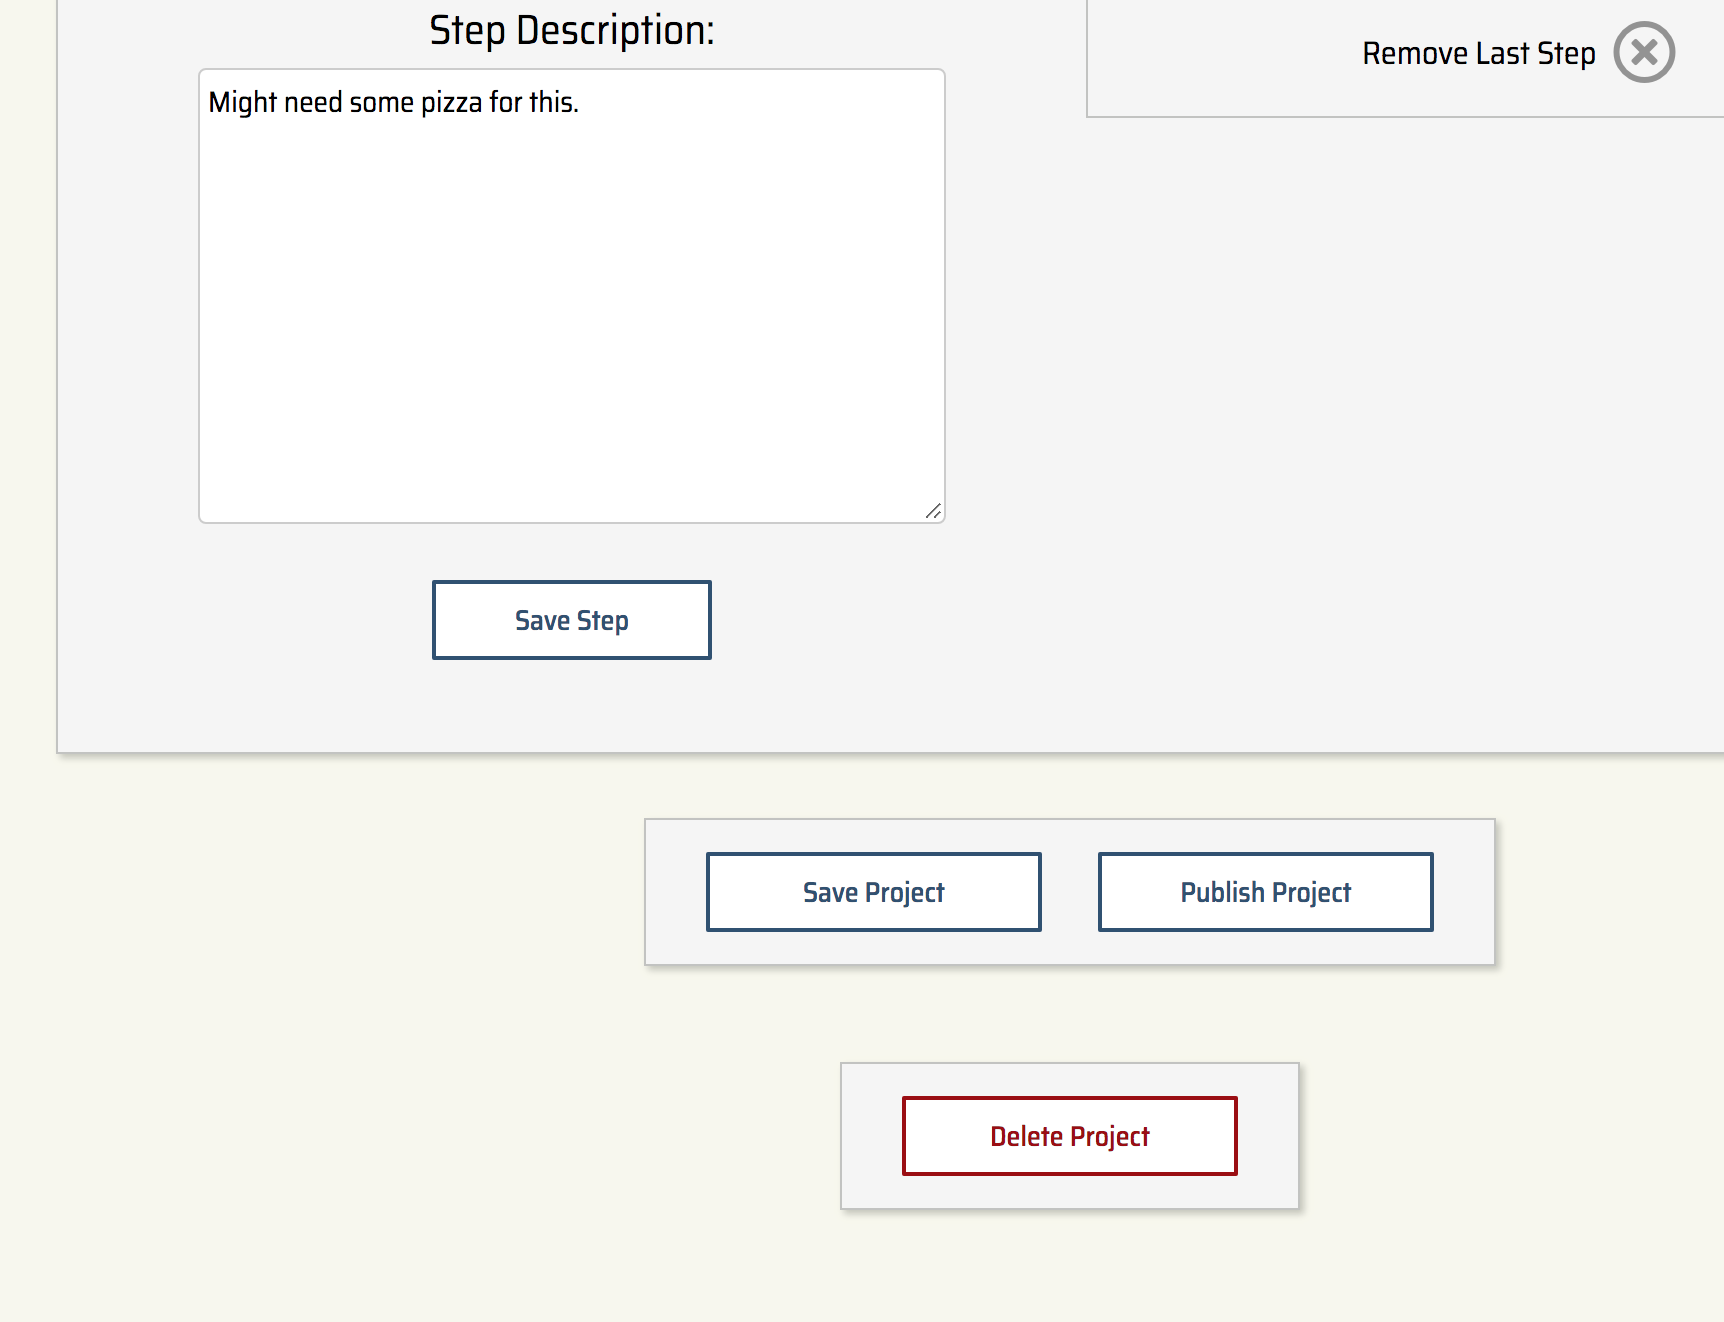 Step Description:
Remove Last Step
Might need some pizza for this.
Save Step
Save Project
Publish Project
Delete Project